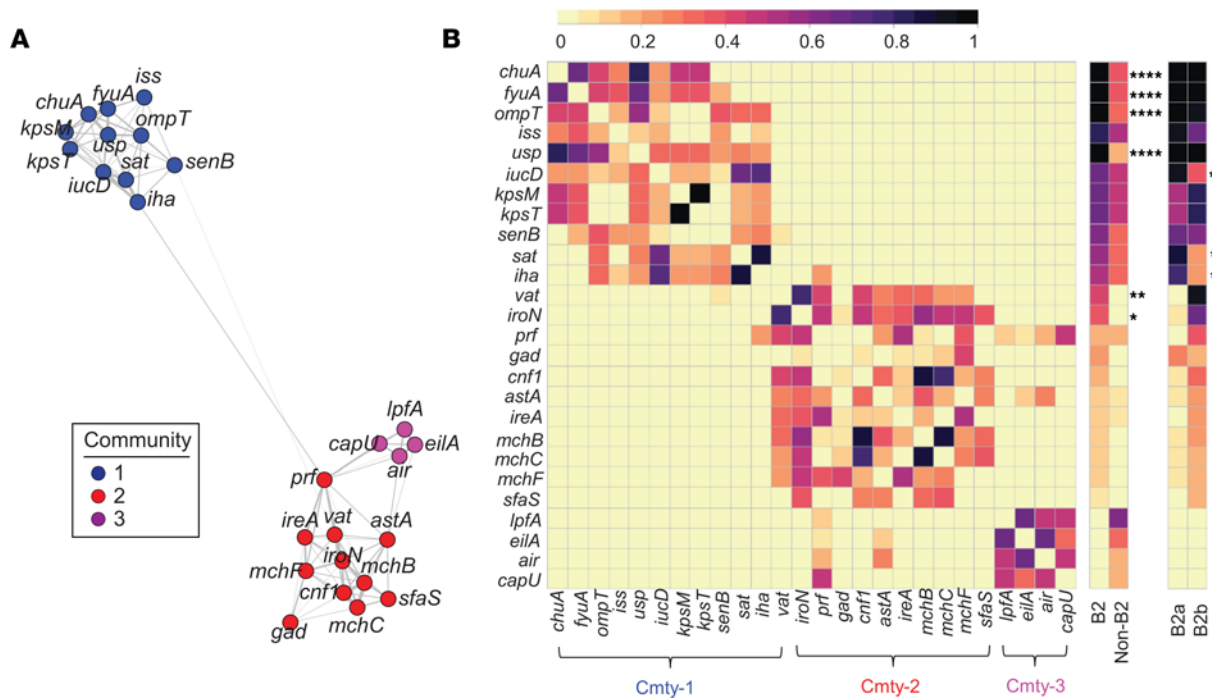 A
iss
fyuA
chuA
ompT
kpsM
usp
kpsT
sat
senB
iucD
iha
lpfA
capU
eilA
air
prf
ireA
vat
astA
iroN
mchB
mchF
cnf1
sfaS
mchC
gad
Community
1
2
3
B
0 0.2 0.4 0.6 0.8 1
chuA ****
fyuA ****
ompT ****
iss
usp ****
iucD *
kpsM
kpsT
senB
sat *
iha *
vat **
iroN *
prf
gad
cnf1
astA
ireA
mchB
mchC
mchF
sfaS
lpfA
eilA
air
capU
chuA fyuA ompT iss usp iucD kpsM kpsT senB sat iha vat iroN prf gad cnf1 astA ireA mchB mchC mchF sfaS lpfA eilA air capU B2 Non-B2 B2a B2b
Cmty-1 Cmty-2 Cmty-3